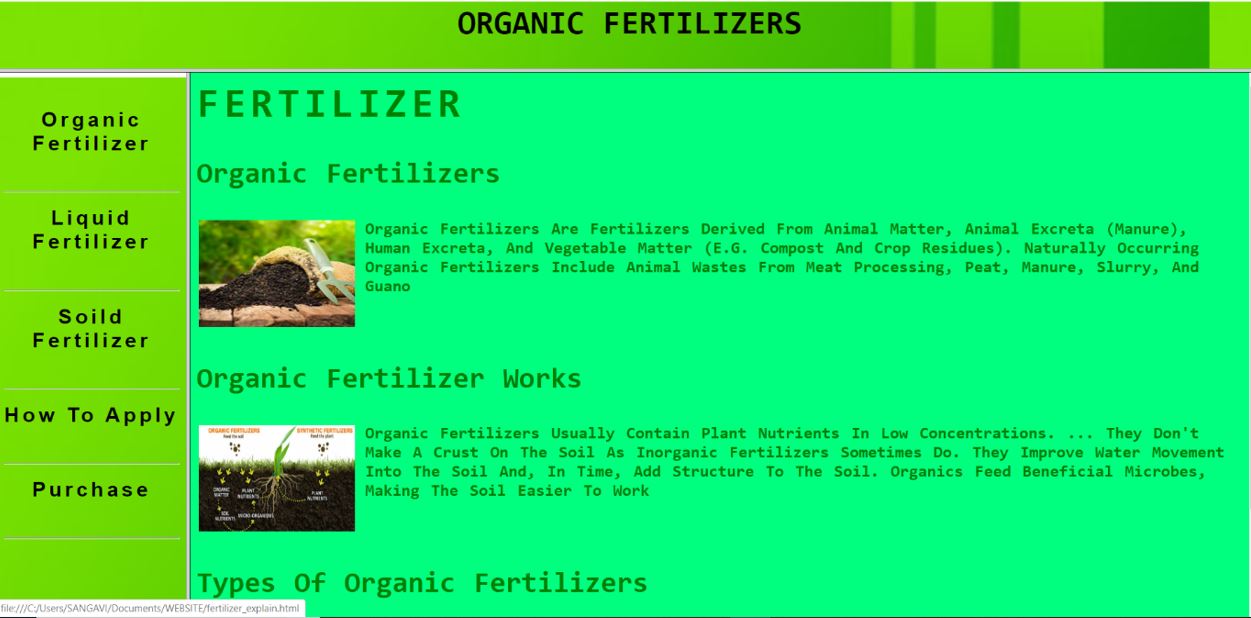 ORGANIC FERTILIZERS
Organic
Fertilizer
Liquid
Fertilizer
Soild
Fertilizer
How To Apply
Purchase
FERTILIZER
Organic Fertilizers
Organic Fertilizers Are Fertilizers Derived From Animal Matter, Animal Excreta (Manure),
Human Excreta, And Vegetable Matter (E.G. Compost And Crop Residues). Naturally Occurring
Organic Fertilizers Include Animal Wastes From Meat Processing, Peat, Manure, Slurry, And
Guano
Organic Fertilizer Works
ORGANIC FERTILIZERS
Feed the soil
SYNTHETIC FERTILIZERS
Feed the plant
ORGANIC
MATTER
PLANT
NUTRIENTS
PLANT
NUTRIENTS
SOIL
NUTRIENTS
MICRO-ORGANISMS
Organic Fertilizers Usually Contain Plant Nutrients In Low Concentrations. ... They Don't
Make A Crust On The Soil As Inorganic Fertilizers Sometimes Do. They Improve Water Movement
Into The Soil And, In Time, Add Structure To The Soil. Organics Feed Beneficial Microbes,
Making The Soil Easier To Work
Types Of Organic Fertilizers
file:///C:/Users/SANGAVI/Documents/WEBSITE/fertilizer_explain.html